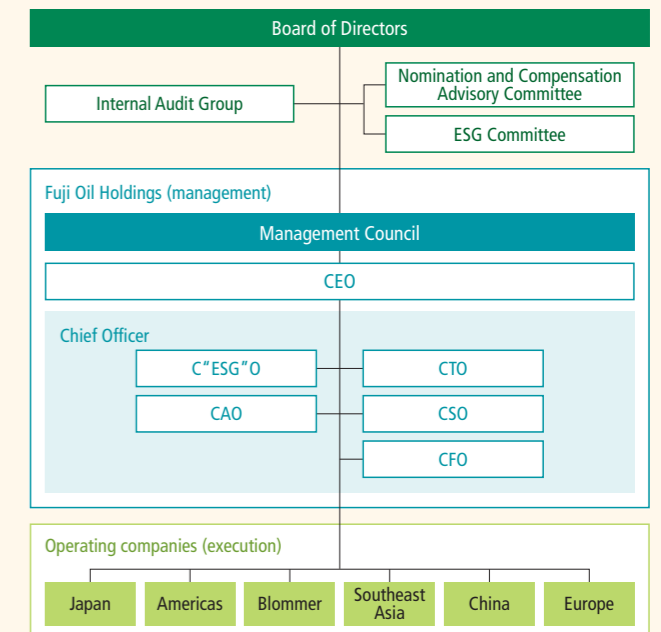 Board of Directors
Internal Audit Group
Nomination and Compensation
Advisory Committee
ESG Committee
Fuji Oil Holdings (management)
Management Council
CEO
Chief Officer
C"ESG"O
CTO
CAO
CSO
CFO
Operating companies (execution)
Japan
Americas
Blommer
Southeast
Asia
China
Europe